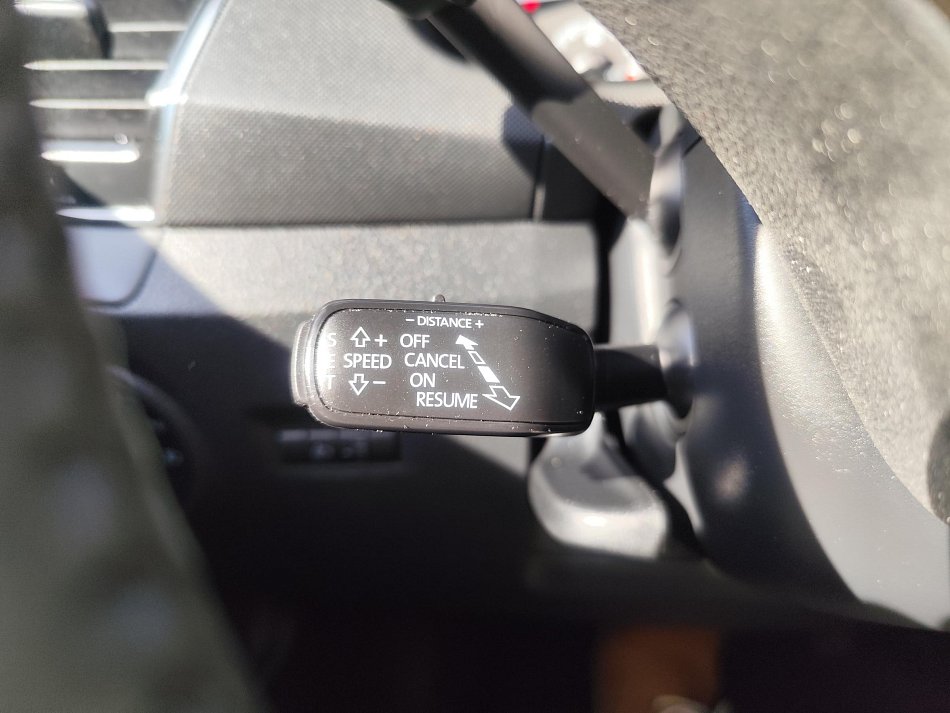 − DISTANCE +
S + OFF
E SPEED CANCEL
T − ON
RESUME